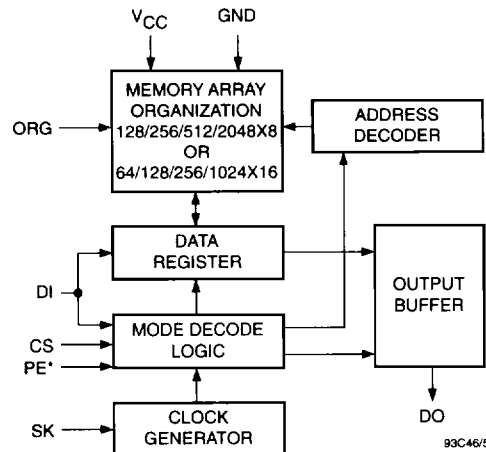 VCC
GND
MEMORY ARRAY
ORGANIZATION
128/256/512/2048X8
OR
64/128/256/1024X16
ORG
ADDRESS
DECODER
DATA
REGISTER
OUTPUT
BUFFER
DI
MODE DECODE
LOGIC
CS
PE*
DO
SK
CLOCK
GENERATOR